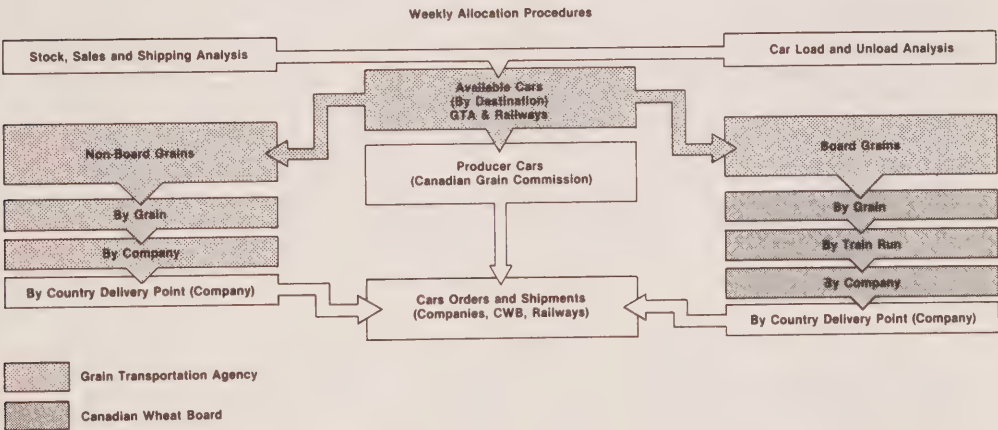 Weekly Allocation Procedures
Stock, Sales and Shipping Analysis
Car Load and Unload Analysis
Available Cars
(By Destination)
GTA & Railways
Non-Board Grains
Board Grains
Producer Cars
(Canadian Grain Commission)
By Grain
By Grain
By Company
By Train Run
By Company
By Country Delivery Point (Company)
Cars Orders and Shipments
(Companies, CWB, Railways)
By Country Delivery Point (Company)
Grain Transportation Agency
Canadian Wheat Board